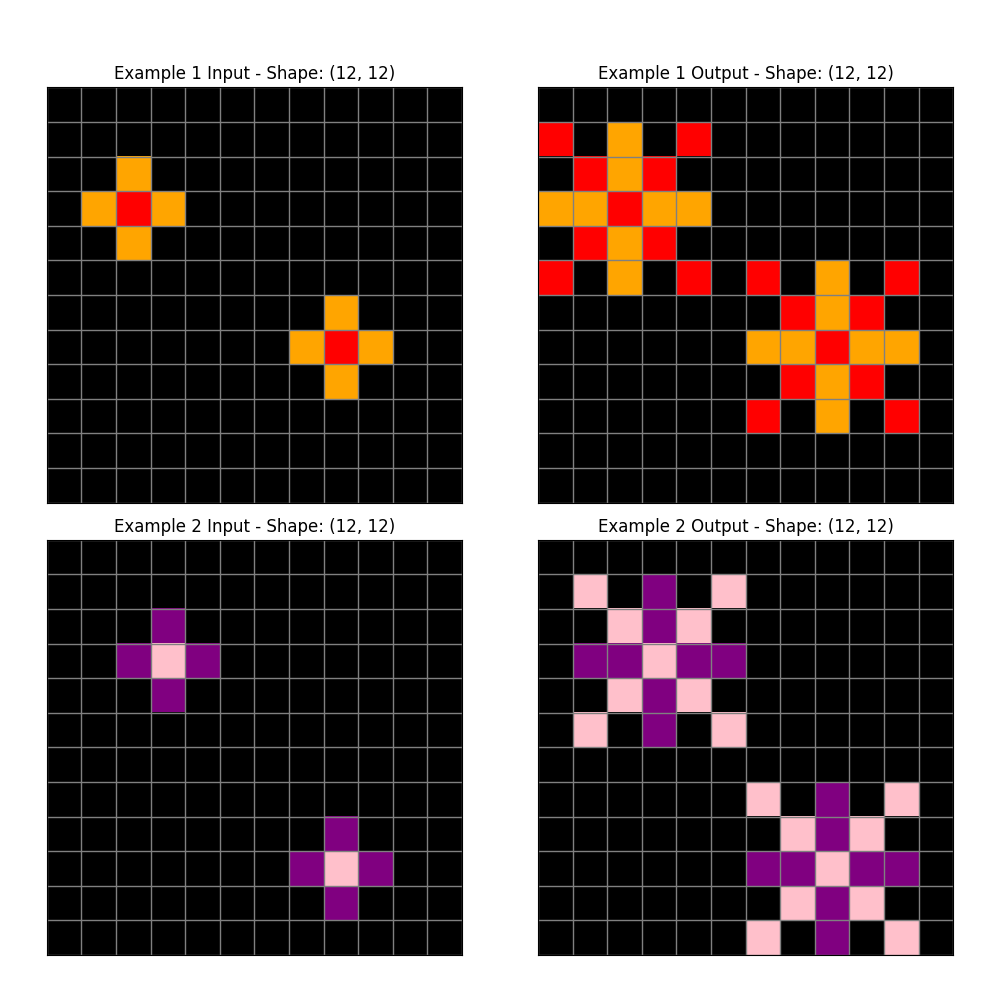 Example 1 Input - Shape: (12, 12)
Example 1 Output - Shape: (12, 12)
Example 2 Input - Shape: (12, 12)
Example 2 Output - Shape: (12, 12)